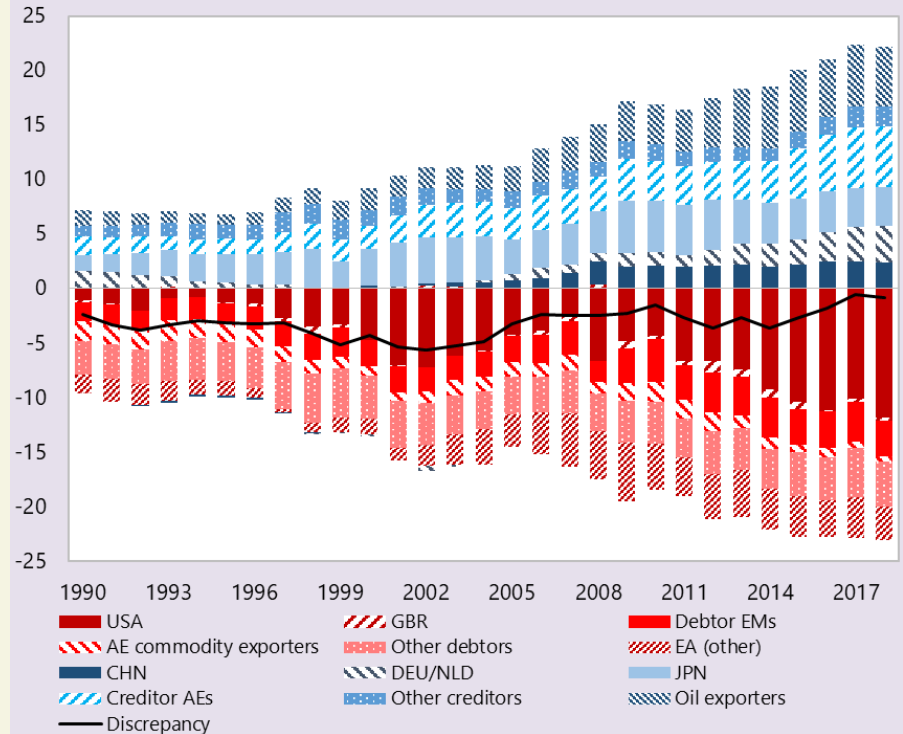 25
20
15
10
5
0
-5
-10
-15
-20
-25
1990 1993 1996 1999 2002 2005 2008 2011 2014 2017
USA GBR Debtor EMs
AE commodity exporters Other debtors EA (other)
CHN DEU/NLD JPN
Creditor AEs Other creditors Oil exporters
Discrepancy